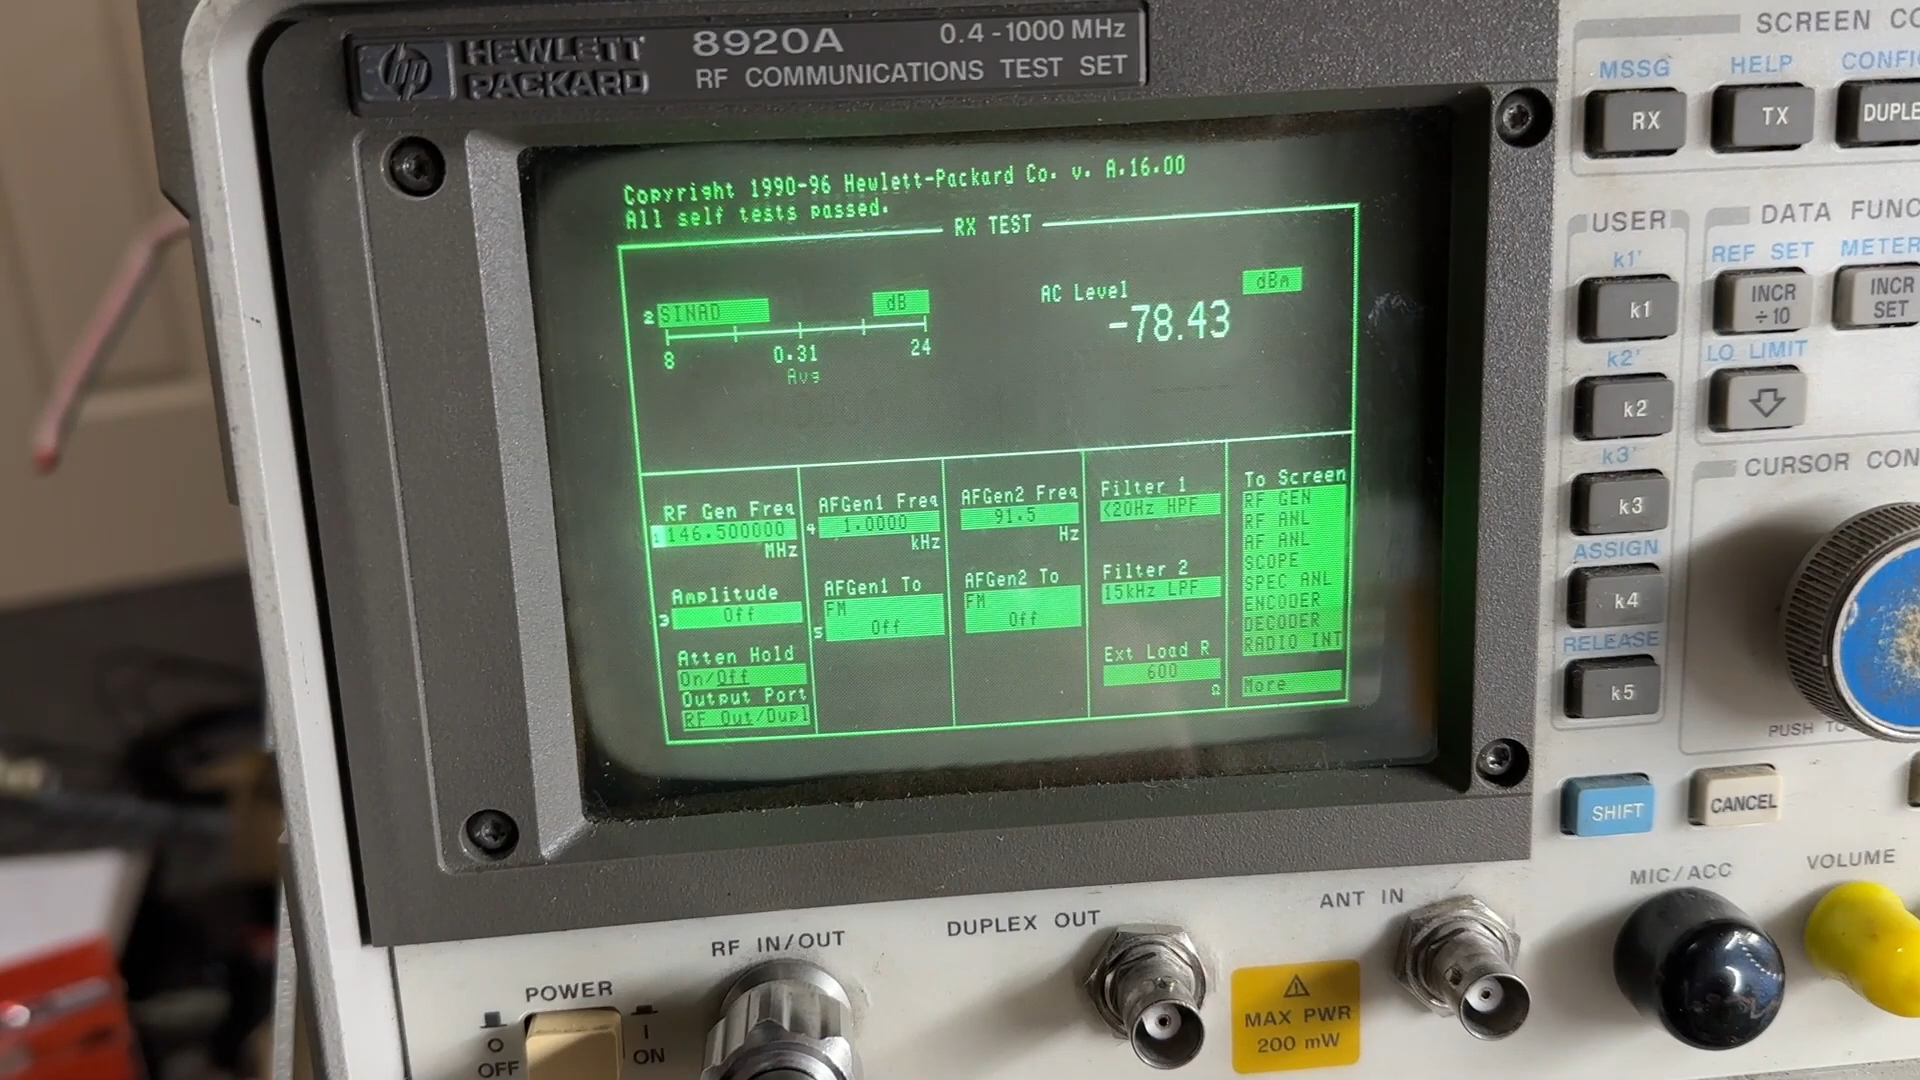 hp HEWLETT PACKARD
8920A 0.4 - 1000 MHz
RF COMMUNICATIONS TEST SET
Copyright 1990-96 Hewlett-Packard Co. v. A.16.00
All self tests passed.
RX TEST
2 SINAD dB
8 0.31 24
Avg
AC Level dBm
-78.43
RF Gen Freq
1 146.500000
MHz
Amplitude
3 Off
Atten Hold
On/Off
Output Port
RF Out/Dupl
AFGen1 Freq
4 1.0000
kHz
AFGen1 To
FM
5 Off
AFGen2 Freq
91.5
Hz
AFGen2 To
FM
Off
Filter 1
<20Hz HPF
Filter 2
15kHz LPF
Ext Load R
600
Ω
To Screen
RF GEN
RF ANL
AF ANL
SCOPE
SPEC ANL
ENCODER
DECODER
RADIO INT
More
SCREEN
MSSG HELP
RX TX
USER
k1'
k1
k2'
k2
k3'
k3
ASSIGN
k4
RELEASE
k5
DATA
REF SET METER
INCR ÷10 INCR SET
LO LIMIT
CURSOR
PUSH
SHIFT CANCEL
MIC/ACC VOLUME
POWER
O OFF
I ON
RF IN/OUT
DUPLEX OUT
ANT IN
MAX PWR
200 mW